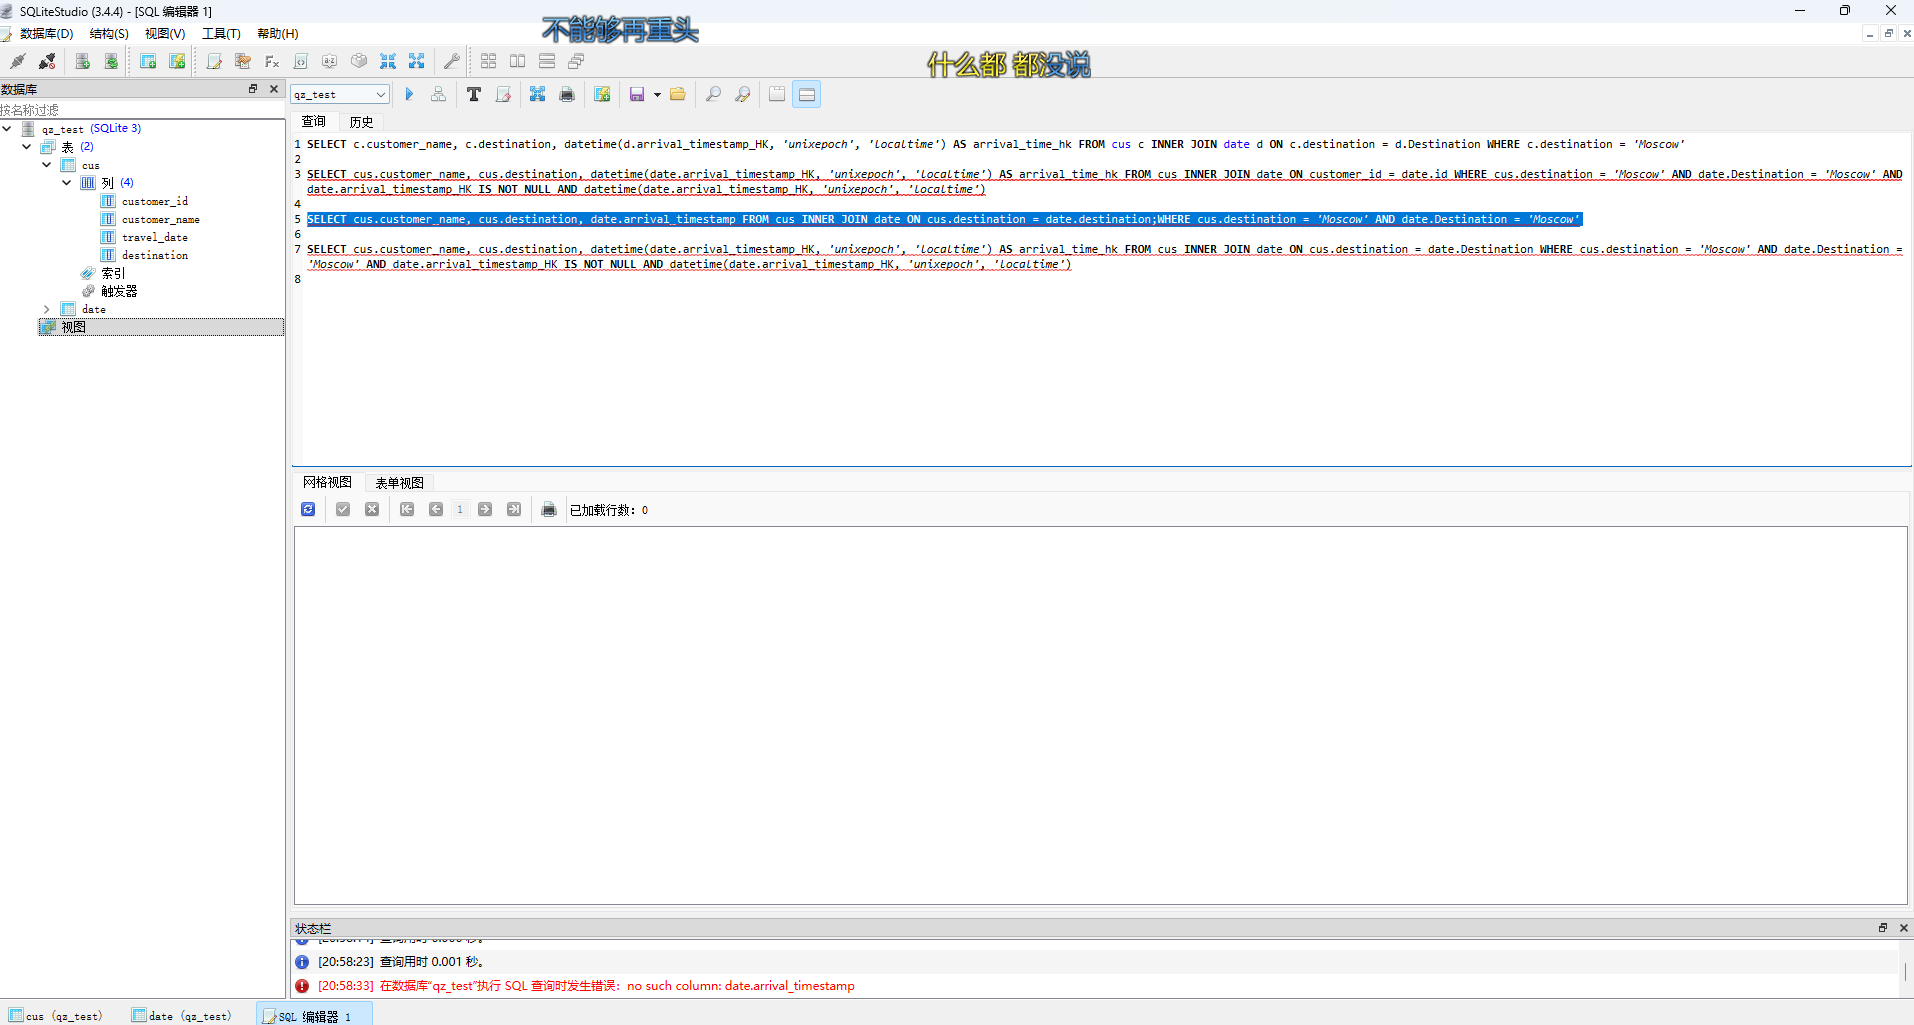 SQLiteStudio (3.4.4) - [SQL 编辑器 1]
数据库(D) 结构(S) 视图(V) 工具(T) 帮助(H)
不能够再重头
什么都 都没说
数据库
按名称过滤
qz_test (SQLite 3)
表 (2)
cus
列 (4)
customer_id
customer_name
travel_date
destination
索引
触发器
date
视图
qz_test
查询 历史
1 SELECT c.customer_name, c.destination, datetime(d.arrival_timestamp_HK, 'unixepoch', 'localtime') AS arrival_time_hk FROM cus c INNER JOIN date d ON c.destination = d.Destination WHERE c.destination = 'Moscow'
2
3 SELECT cus.customer_name, cus.destination, datetime(date.arrival_timestamp_HK, 'unixepoch', 'localtime') AS arrival_time_hk FROM cus INNER JOIN date ON customer_id = date.id WHERE cus.destination = 'Moscow' AND date.Destination = 'Moscow' AND
date.arrival_timestamp_HK IS NOT NULL AND datetime(date.arrival_timestamp_HK, 'unixepoch', 'localtime')
4
5 SELECT cus.customer_name, cus.destination, date.arrival_timestamp FROM cus INNER JOIN date ON cus.destination = date.destination;WHERE cus.destination = 'Moscow' AND date.Destination = 'Moscow'
6
7 SELECT cus.customer_name, cus.destination, datetime(date.arrival_timestamp_HK, 'unixepoch', 'localtime') AS arrival_time_hk FROM cus INNER JOIN date ON cus.destination = date.Destination WHERE cus.destination = 'Moscow' AND date.Destination =
'Moscow' AND date.arrival_timestamp_HK IS NOT NULL AND datetime(date.arrival_timestamp_HK, 'unixepoch', 'localtime')
8
网格视图 表单视图
1 已加载行数：0
状态栏
[20:58:23] 查询用时 0.001 秒。
[20:58:33] 在数据库“qz_test”执行 SQL 查询时发生错误：no such column: date.arrival_timestamp
cus (qz_test) date (qz_test) SQL 编辑器 1